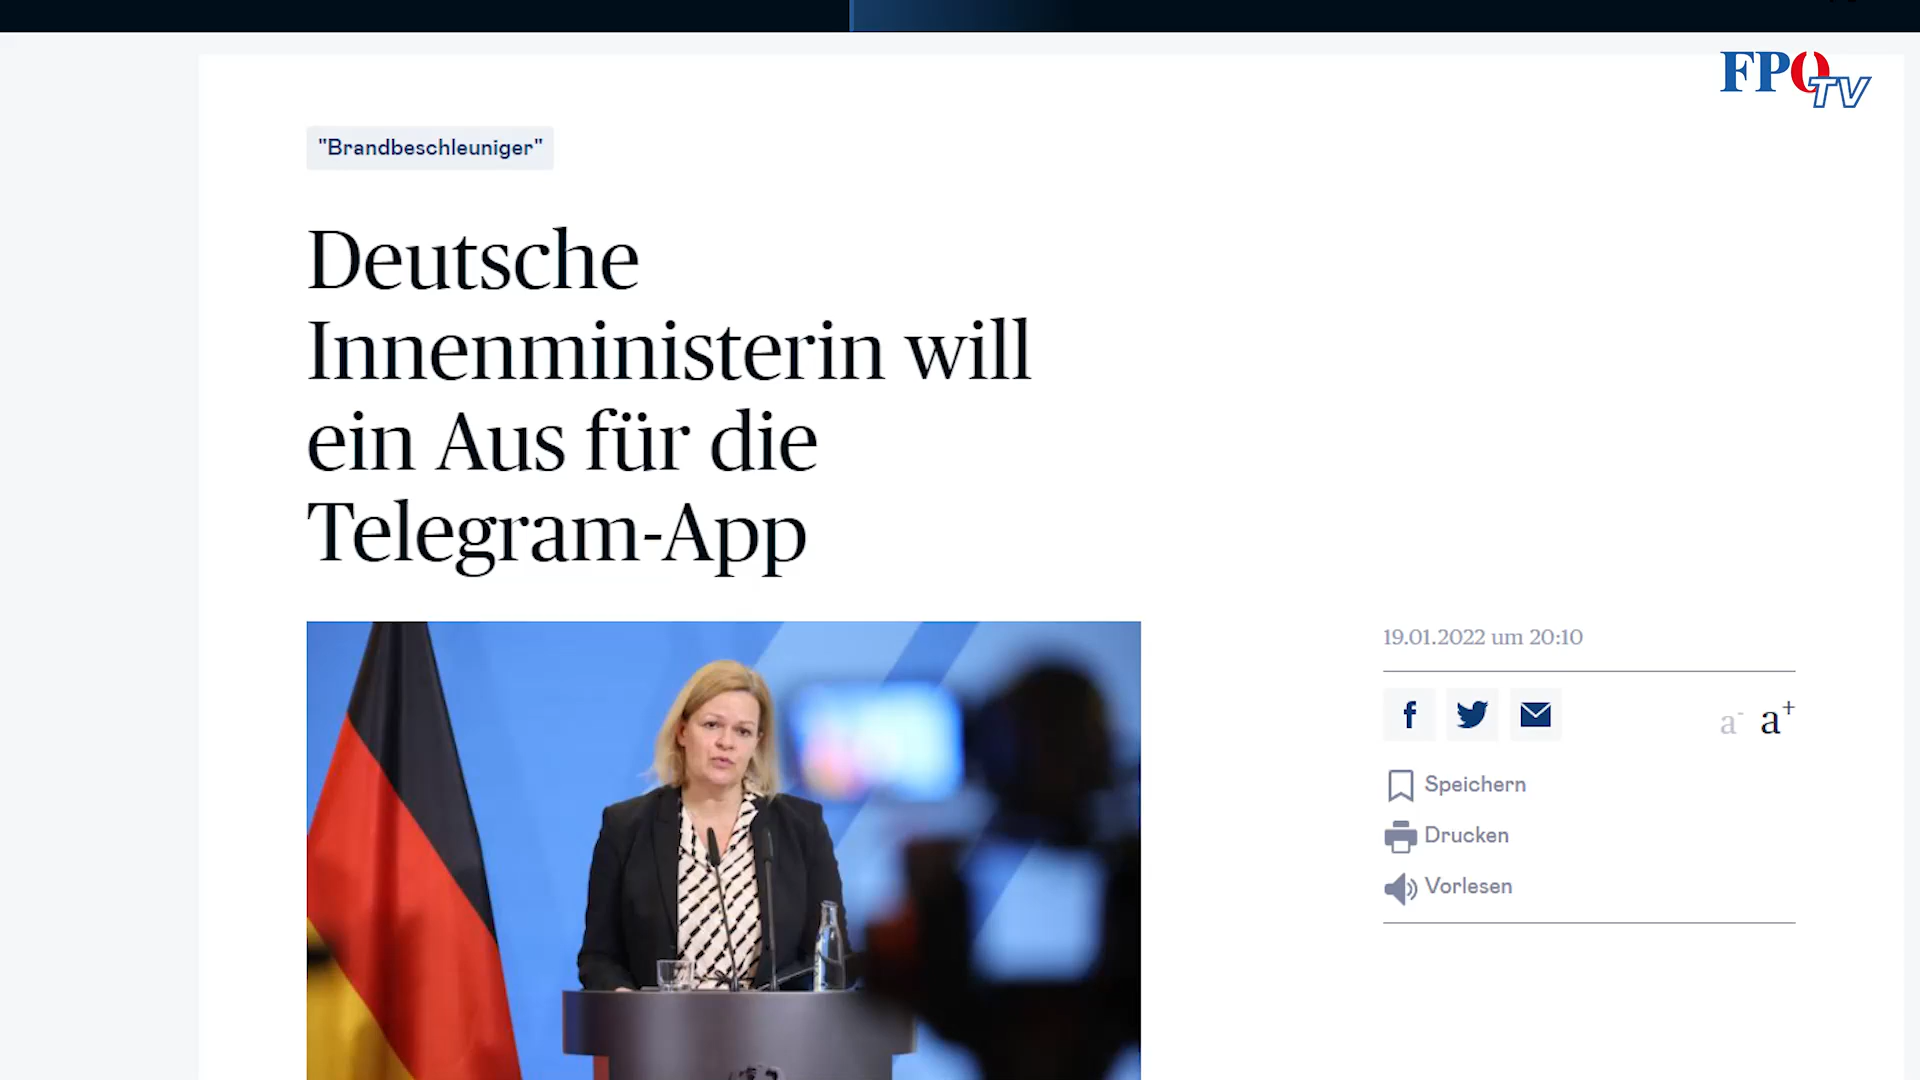 FPÖ TV
"Brandbeschleuniger"
Deutsche
Innenministerin will
ein Aus für die
Telegram-App
19.01.2022 um 20:10
a- a+
Speichern
Drucken
Vorlesen